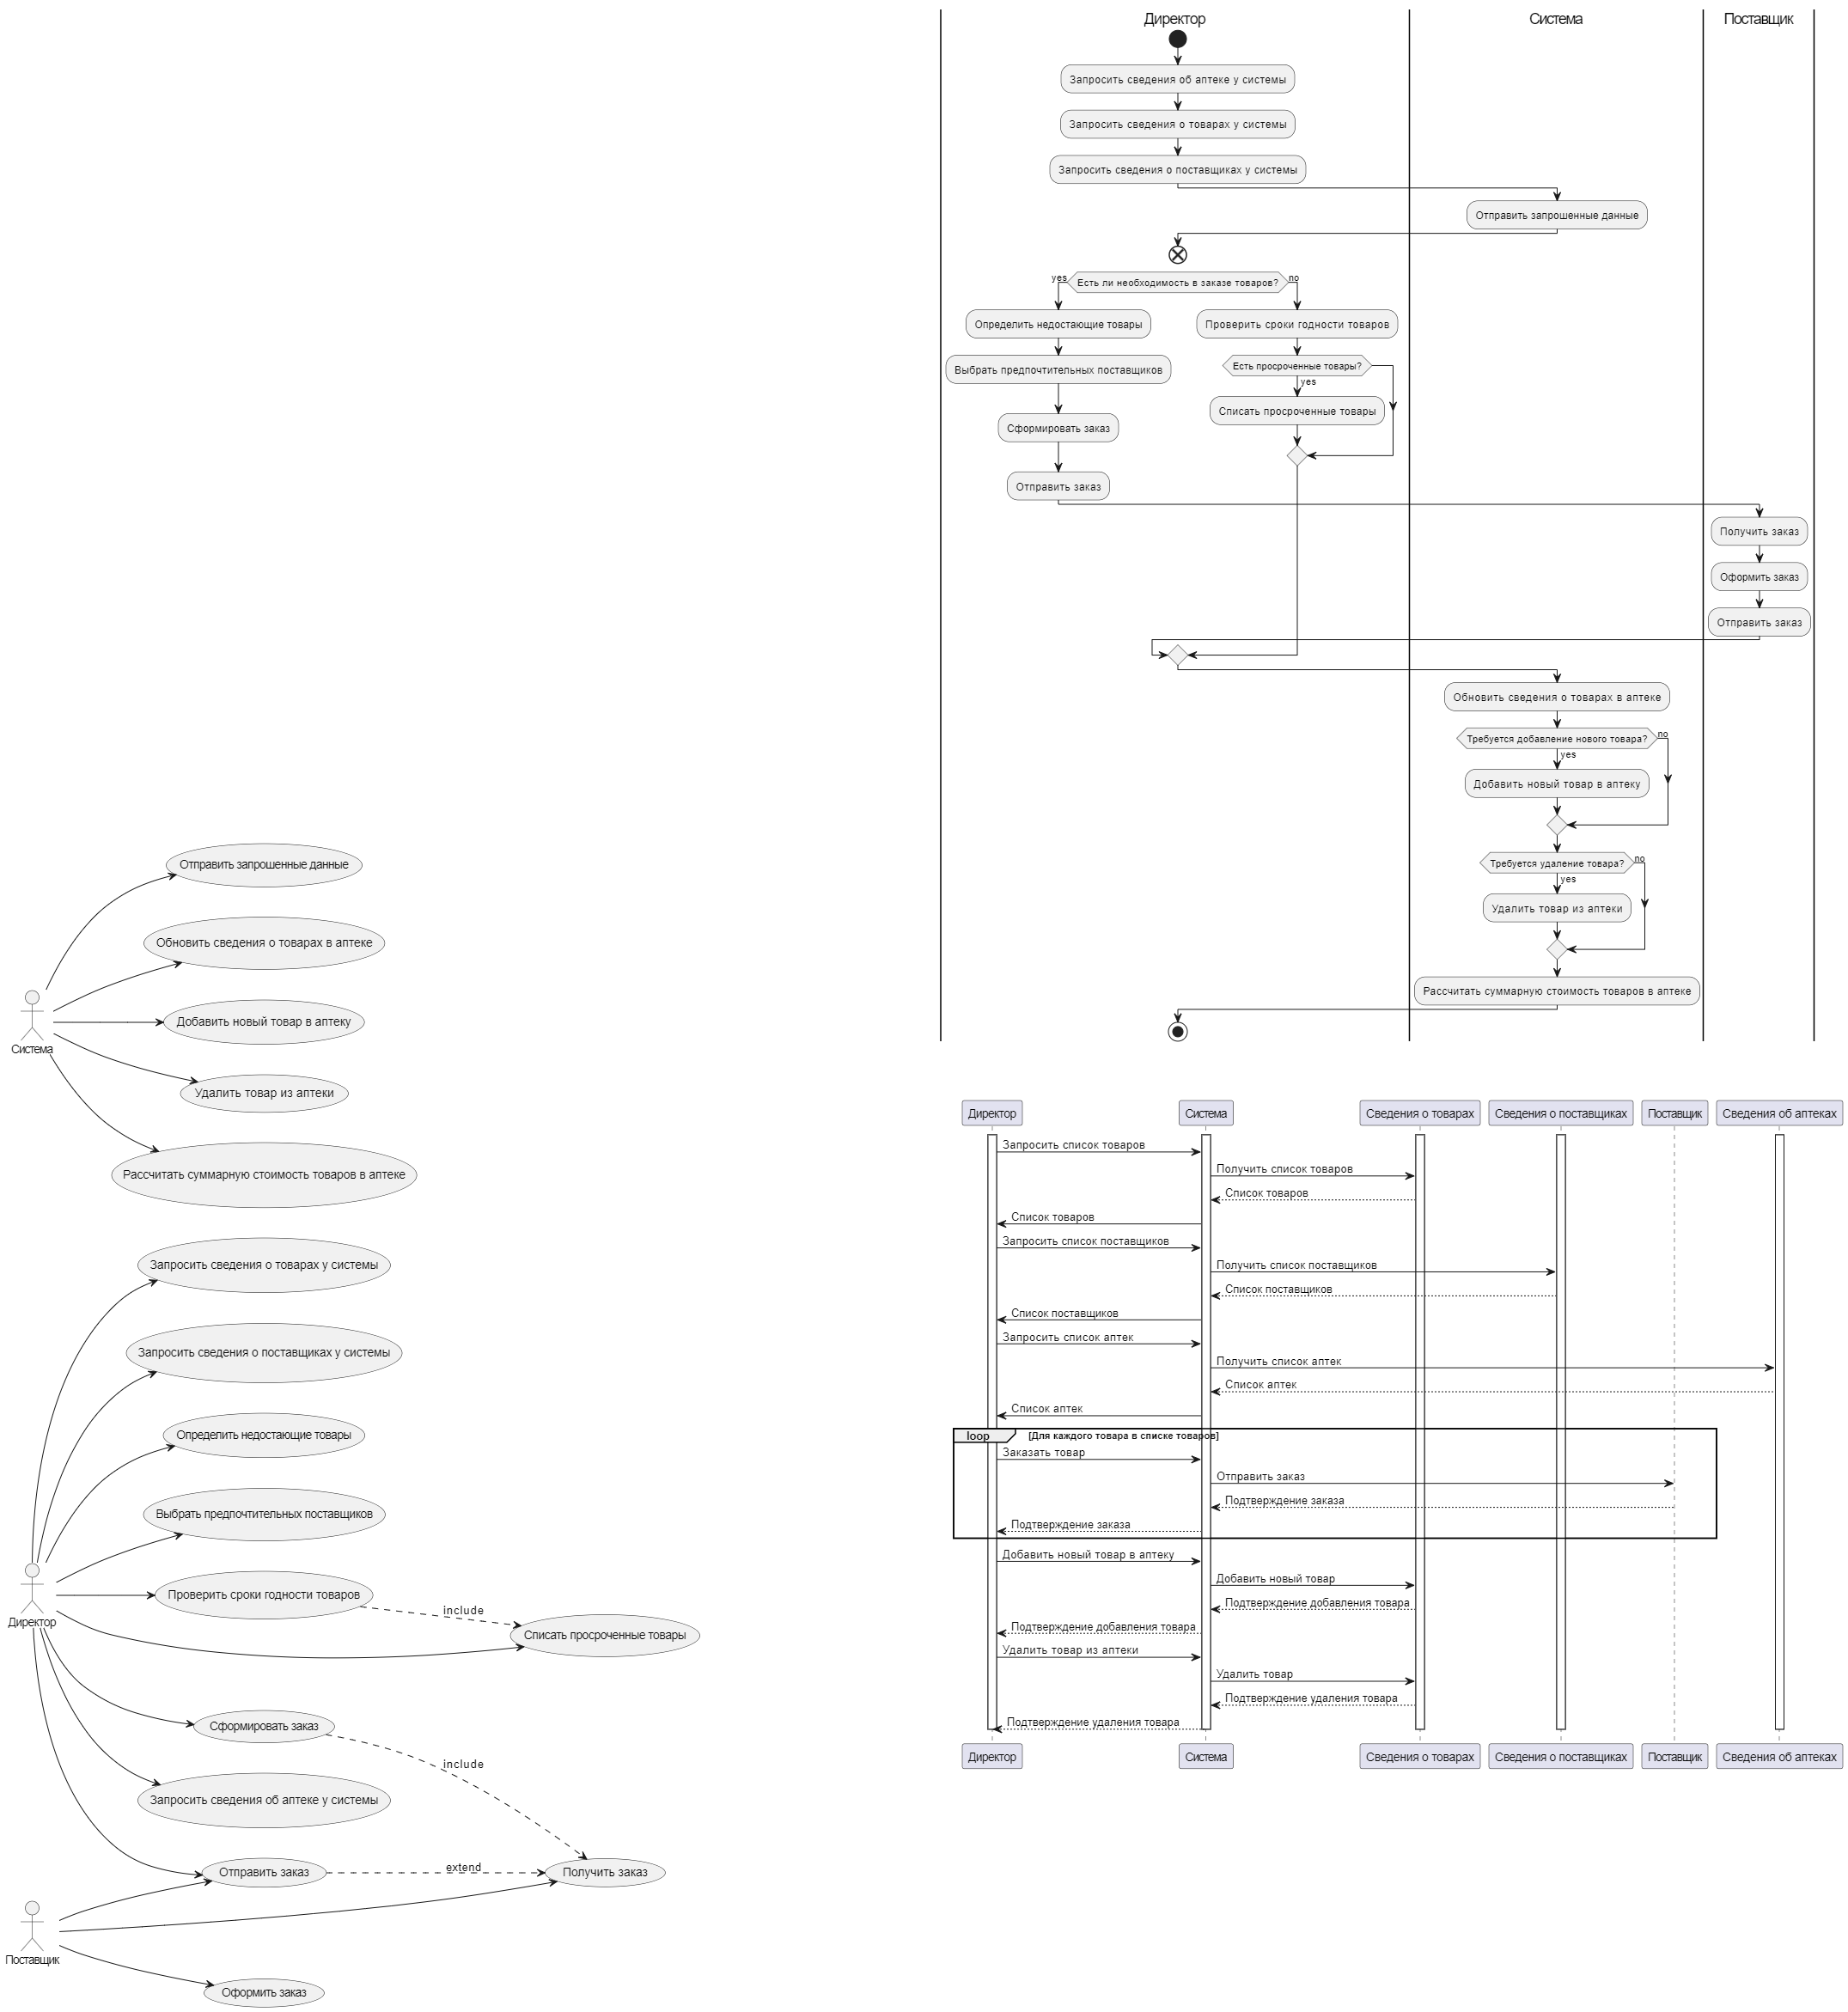 Директор
Система
Поставщик
Запросить сведения об аптеке у системы
Запросить сведения о товарах у системы
Запросить сведения о поставщиках у системы
Отправить запрошенные данные
yes
Есть ли необходимость в заказе товаров?
no
Определить недостающие товары
Проверить сроки годности товаров
Выбрать предпочтительных поставщиков
Есть просроченные товары?
yes
Списать просроченные товары
Сформировать заказ
Отправить заказ
Получить заказ
Оформить заказ
Отправить заказ
Обновить сведения о товарах в аптеке
Требуется добавление нового товара?
no
yes
Добавить новый товар в аптеку
Требуется удаление товара?
no
yes
Удалить товар из аптеки
Рассчитать суммарную стоимость товаров в аптеке
Отправить запрошенные данные
Обновить сведения о товарах в аптеке
Добавить новый товар в аптеку
Система
Удалить товар из аптеки
Рассчитать суммарную стоимость товаров в аптеке
Запросить сведения о товарах у системы
Запросить сведения о поставщиках у системы
Определить недостающие товары
Выбрать предпочтительных поставщиков
Проверить сроки годности товаров
include
Директор
Списать просроченные товары
Сформировать заказ
include
Запросить сведения об аптеке у системы
Отправить заказ
extend
Получить заказ
Поставщик
Оформить заказ
Директор
Система
Сведения о товарах
Сведения о поставщиках
Поставщик
Сведения об аптеках
Запросить список товаров
Получить список товаров
Список товаров
Список товаров
Запросить список поставщиков
Получить список поставщиков
Список поставщиков
Список поставщиков
Запросить список аптек
Получить список аптек
Список аптек
Список аптек
loop
[Для каждого товара в списке товаров]
Заказать товар
Отправить заказ
Подтверждение заказа
Подтверждение заказа
Добавить новый товар в аптеку
Добавить новый товар
Подтверждение добавления товара
Подтверждение добавления товара
Удалить товар из аптеки
Удалить товар
Подтверждение удаления товара
Подтверждение удаления товара
Директор
Система
Сведения о товарах
Сведения о поставщиках
Поставщик
Сведения об аптеках